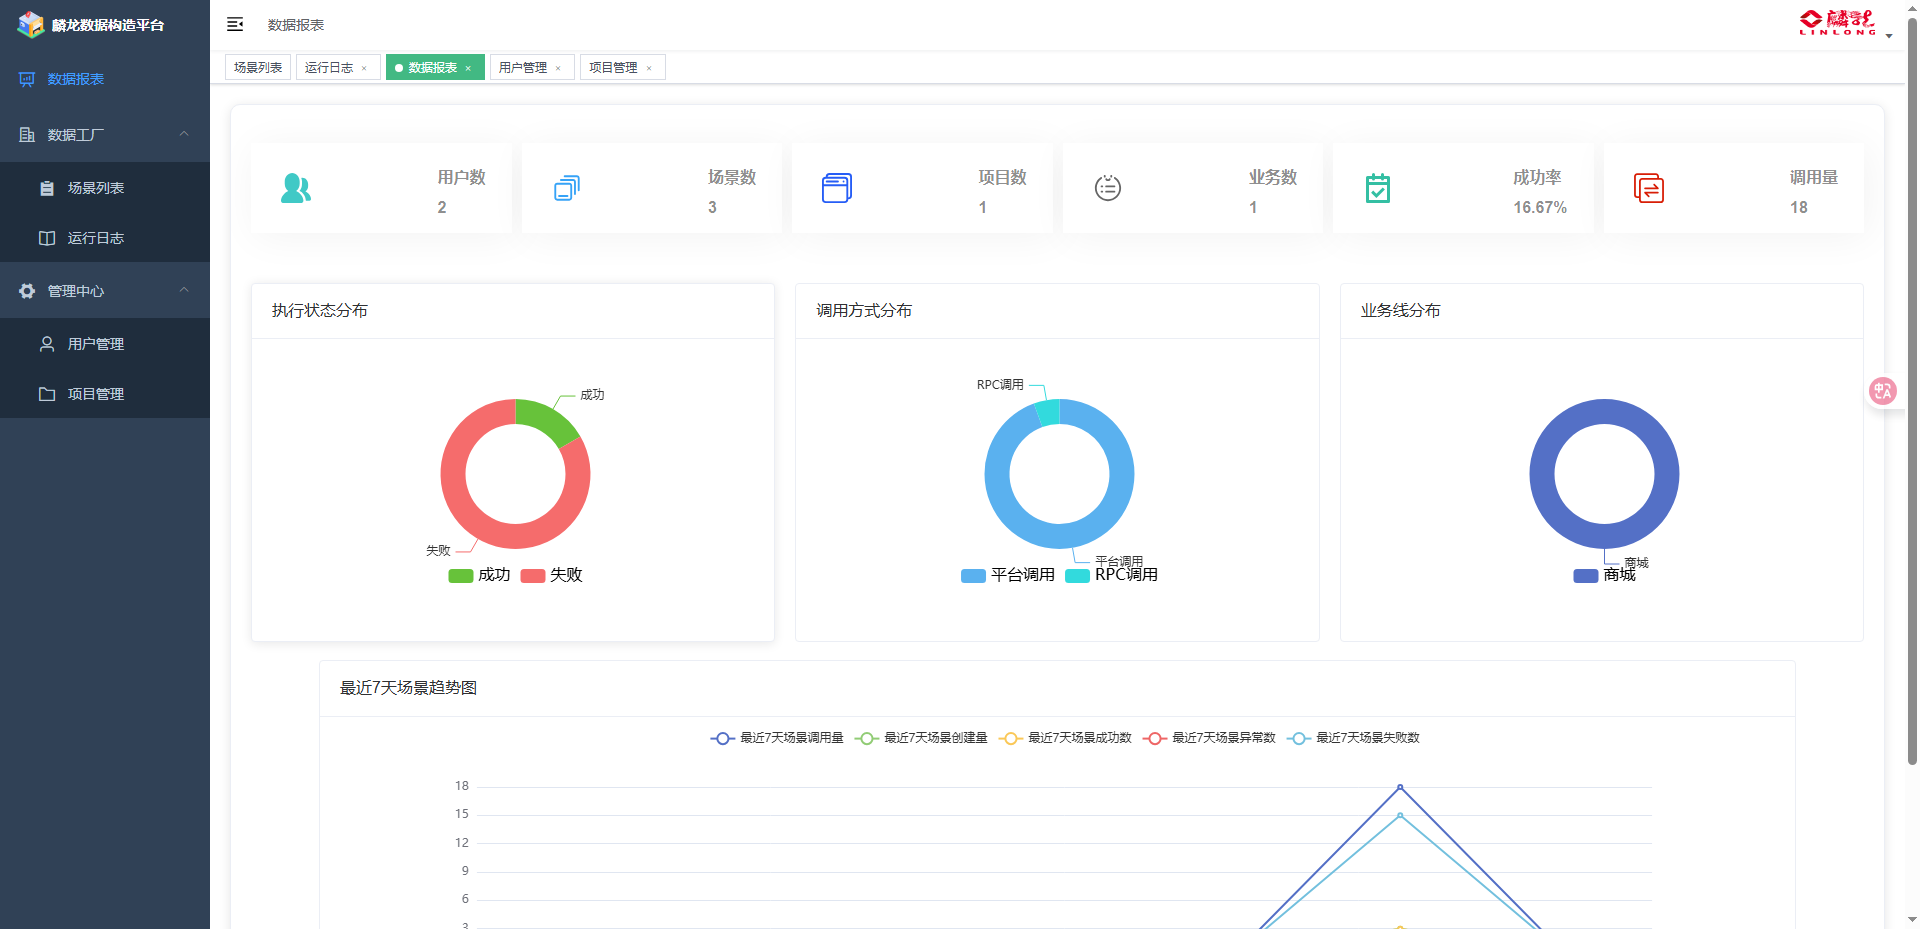 麟龙数据构造平台
数据报表
数据工厂
场景列表
运行日志
管理中心
用户管理
项目管理
数据报表
麟龙
LINLONG
场景列表
运行日志 ×
数据报表 ×
用户管理 ×
项目管理 ×
用户数
2
场景数
3
项目数
1
业务数
1
成功率
16.67%
调用量
18
执行状态分布
成功
失败
成功 失败
调用方式分布
RPC调用
平台调用
平台调用 RPC调用
业务线分布
商城
商城
中A
最近7天场景趋势图
最近7天场景调用量 最近7天场景创建量 最近7天场景成功数 最近7天场景异常数 最近7天场景失败数
18
15
12
9
6
3